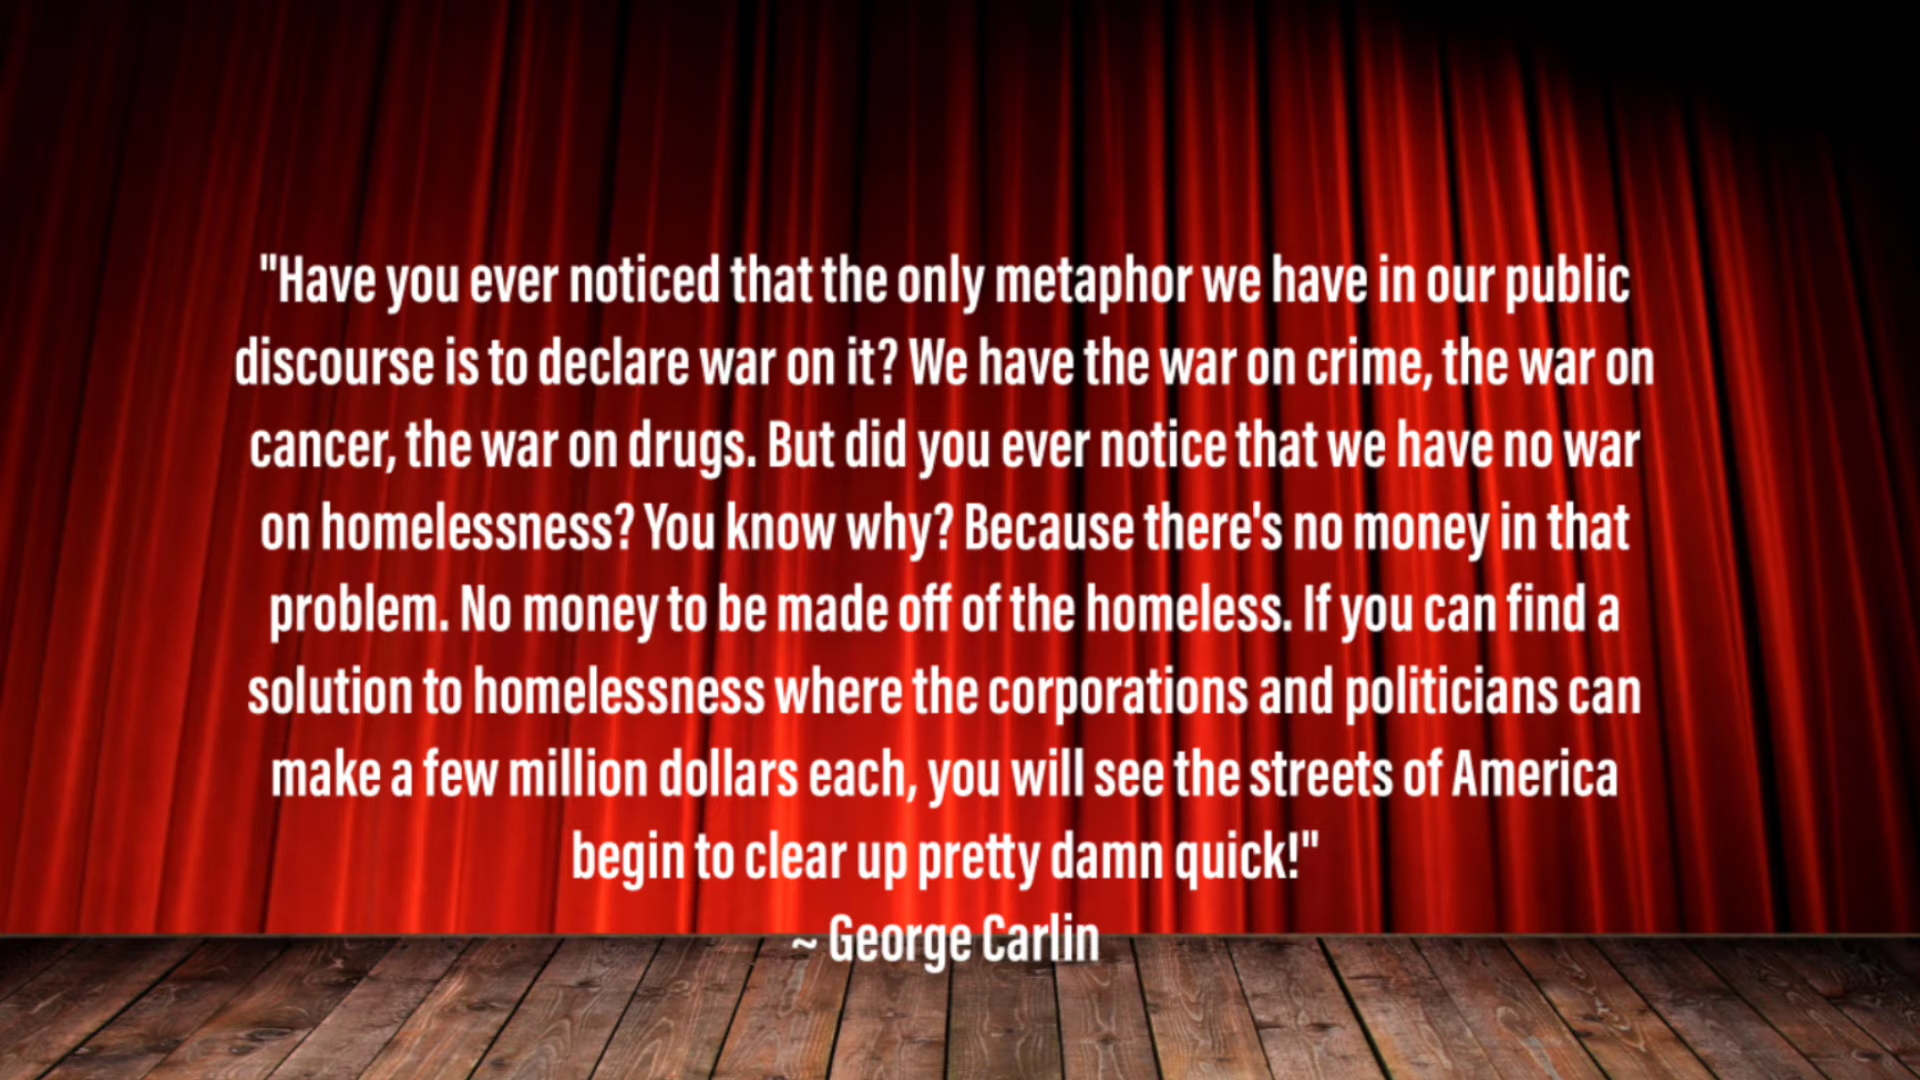 "Have you ever noticed that the only metaphor we have in our public
discourse is to declare war on it? We have the war on crime, the war on
cancer, the war on drugs. But did you ever notice that we have no war
on homelessness? You know why? Because there's no money in that
problem. No money to be made off of the homeless. If you can find a
solution to homelessness where the corporations and politicians can
make a few million dollars each, you will see the streets of America
begin to clear up pretty damn quick!"
~ George Carlin